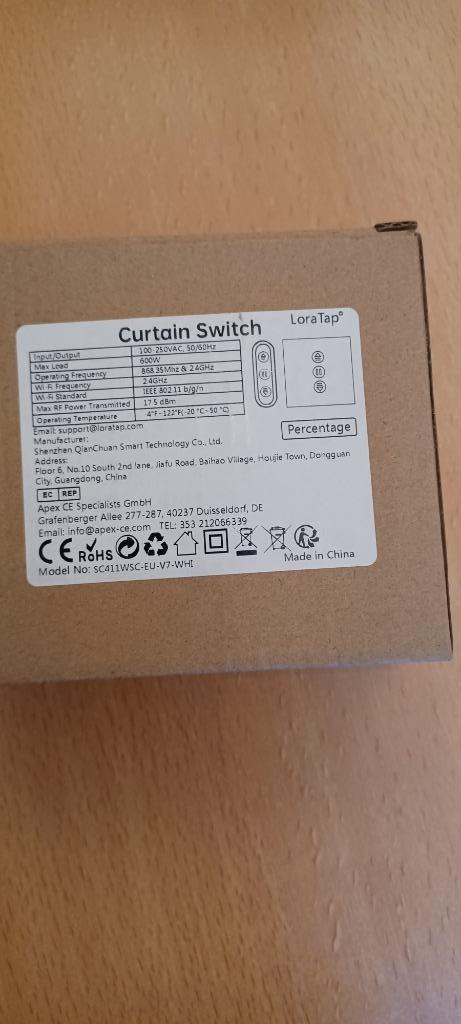 Curtain Switch LoraTap®
Input/Output 100-250VAC, 50/60Hz
Max Load 600W
Operating Frequency 868.35Mhz & 2.4GHz
Wi-Fi Frequency 2.4GHz
Wi-Fi Standard IEEE 802.11 b/g/n
Max RF Power Transmitted 17.5 dBm
Operating Temperature -4°F - 122°F(-20 °C - 50 °C)
Email: support@loratap.com
Percentage
Manufacturer:
Shenzhen QianChuan Smart Technology Co., Ltd.
Address:
Floor 6, No.10 South 2nd lane, Jiafu Road, Baihao Village, Houjie Town, Dongguan
City, Guangdong, China
EC REP
Apex CE Specialists GmbH
Grafenberger Allee 277-287, 40237 Duisseldorf, DE
Email: info@apex-ce.com TEL: 353 212066339
CE RoHS
Made in China
Model No: SC411WSC-EU-V7-WHI